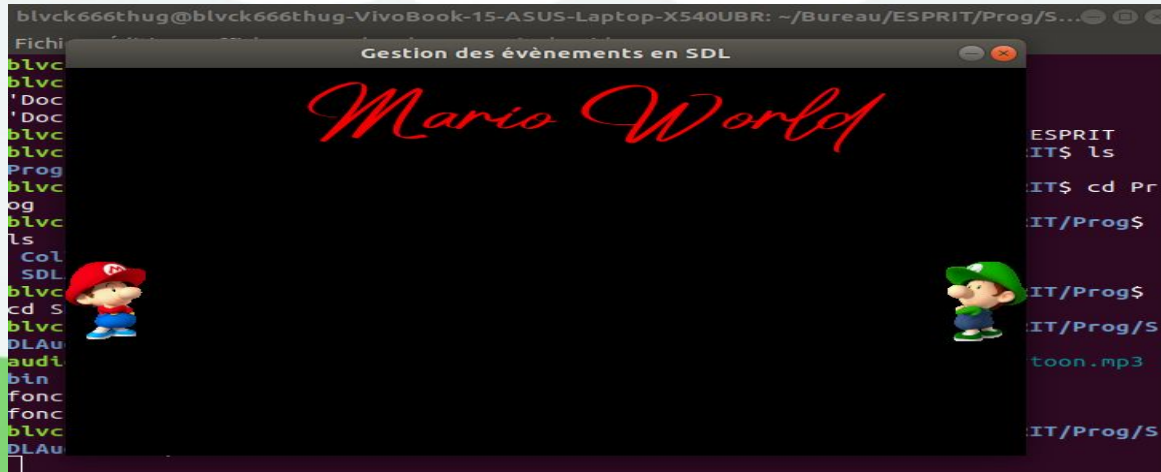 blvck666thug@blvck666thug-VivoBook-15-ASUS-Laptop-X540UBR: ~/Bureau/ESPRIT/Prog/S...
Fichi
Gestion des évènements en SDL
Mario World
blvc
blvc
'Doc
'Doc
blvc ESPRIT
blvc IT$ ls
Prog
blvc IT$ cd Pr
og
blvc IT/Prog$
ls
Col
SDL
blvc IT/Prog$
cd S
blvc IT/Prog/S
DLAu
audi toon.mp3
bin
fonc
fonc
blvc IT/Prog/S
DLAu